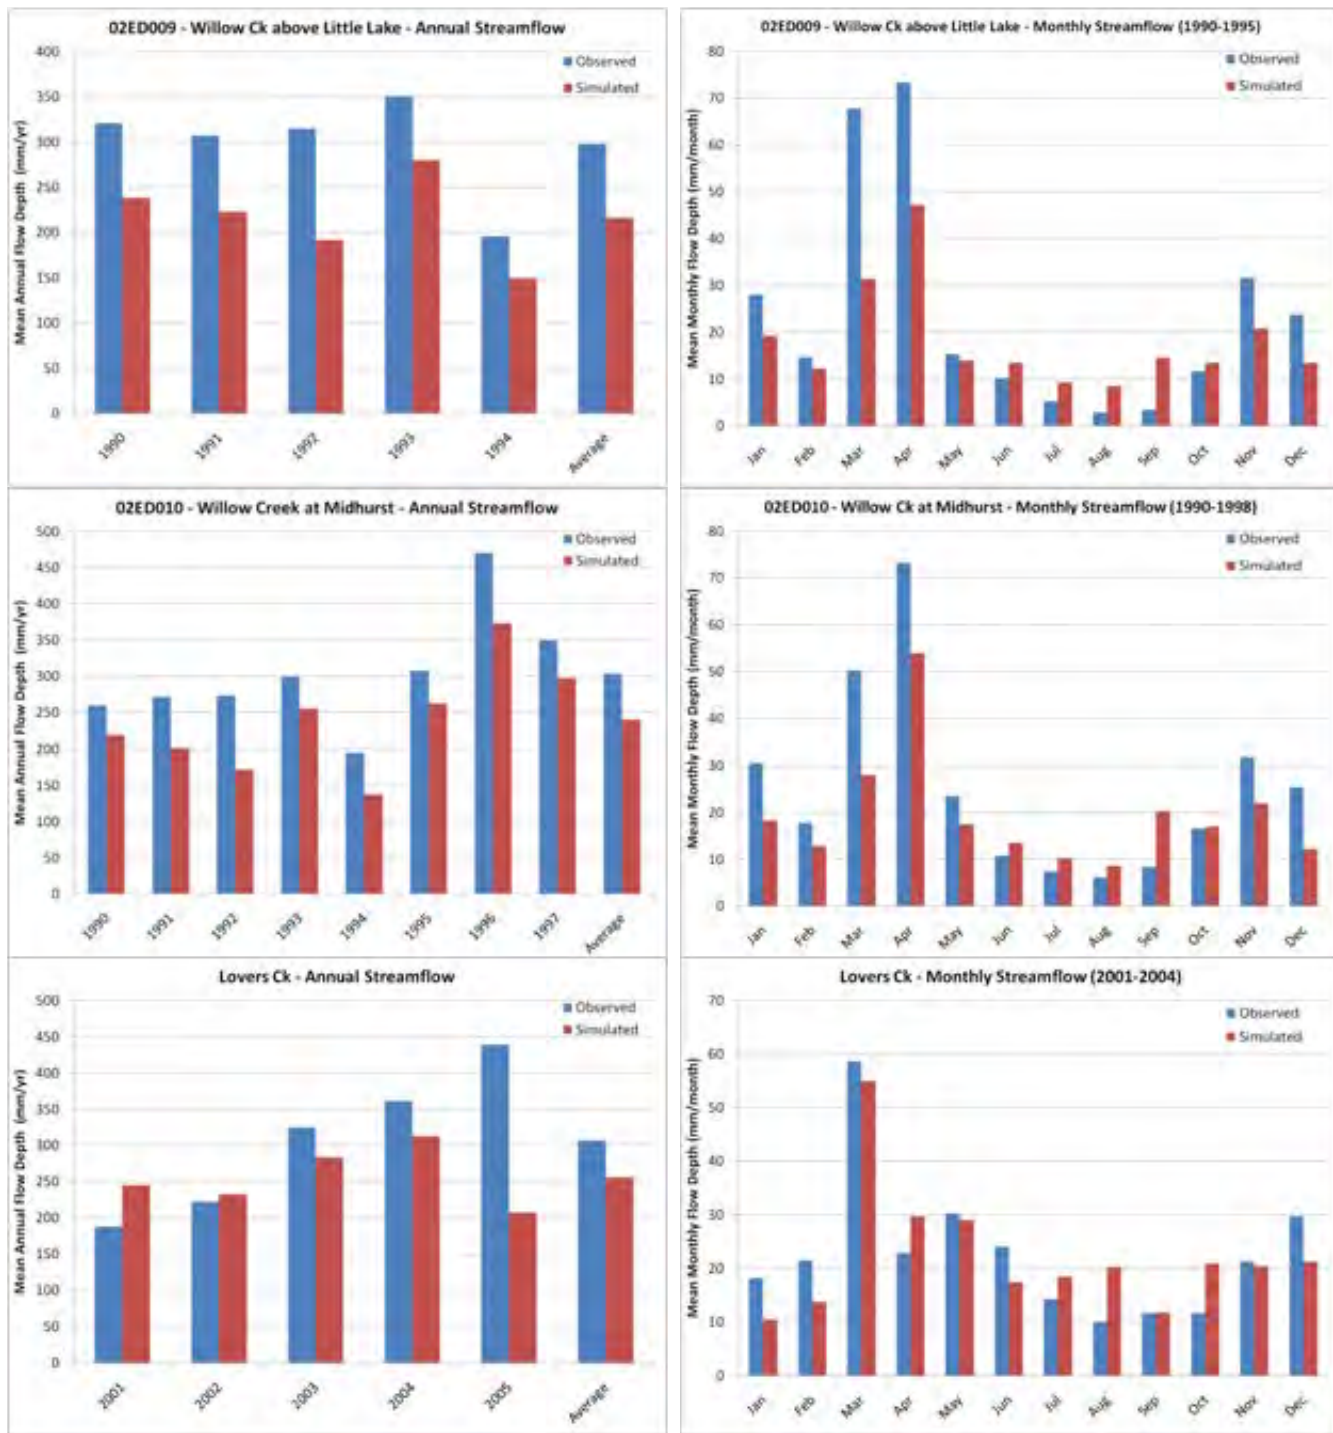 02ED009 - Willow Ck above Little Lake - Annual Streamflow
Mean Annual Flow Depth (mm/yr)
400
350
300
250
200
150
100
50
0
Observed
Simulated
1990
1991
1992
1993
1994
Average
02ED009 - Willow Ck above Little Lake - Monthly Streamflow (1990-1995)
Mean Monthly Flow Depth (mm/month)
80
70
60
50
40
30
20
10
0
Observed
Simulated
Jan
Feb
Mar
Apr
May
Jun
Jul
Aug
Sep
Oct
Nov
Dec
02ED010 - Willow Creek at Midhurst - Annual Streamflow
Mean Annual Flow Depth (mm/yr)
500
450
400
350
300
250
200
150
100
50
0
Observed
Simulated
1990
1991
1992
1993
1994
1995
1996
1997
Average
02ED010 - Willow Ck at Midhurst - Monthly Streamflow (1990-1998)
Mean Monthly Flow Depth (mm/month)
80
70
60
50
40
30
20
10
0
Observed
Simulated
Jan
Feb
Mar
Apr
May
Jun
Jul
Aug
Sep
Oct
Nov
Dec
Lovers Ck - Annual Streamflow
Mean Annual Flow Depth (mm/yr)
500
450
400
350
300
250
200
150
100
50
0
Observed
Simulated
2001
2002
2003
2004
2005
Average
Lovers Ck - Monthly Streamflow (2001-2004)
Mean Monthly Flow Depth (mm/month)
70
60
50
40
30
20
10
0
Observed
Simulated
Jan
Feb
Mar
Apr
May
Jun
Jul
Aug
Sep
Oct
Nov
Dec